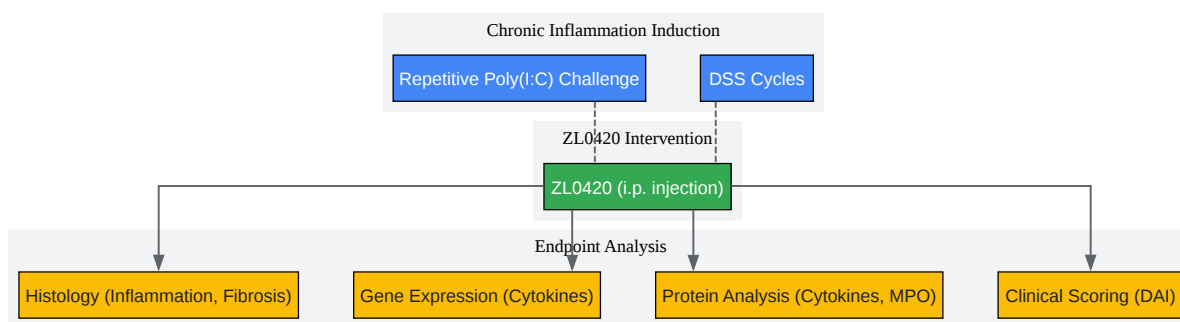 Chronic Inflammation Induction
Repetitive Poly(I:C) Challenge
DSS Cycles
ZL0420 Intervention
ZL0420 (i.p. injection)
Endpoint Analysis
Histology (Inflammation, Fibrosis)
Gene Expression (Cytokines)
Protein Analysis (Cytokines, MPO)
Clinical Scoring (DAI)